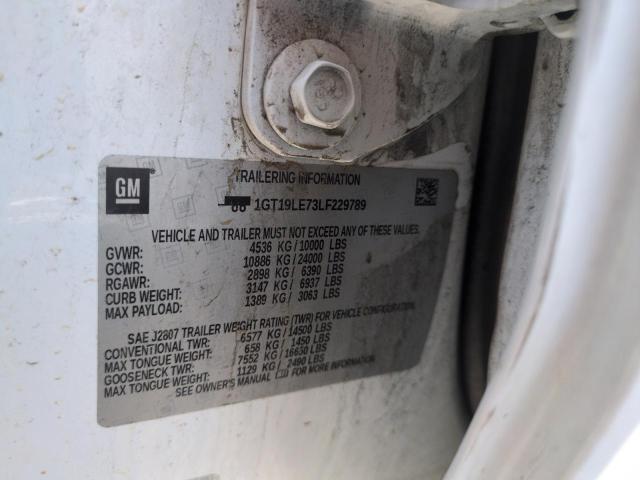 GM
TRAILERING INFORMATION
1GT19LE73LF229789
VEHICLE AND TRAILER MUST NOT EXCEED ANY OF THESE VALUES.
GVWR: 4536 KG/10000 LBS
GCWR: 10886 KG/24000 LBS
RGAWR: 2898 KG/ 6390 LBS
CURB WEIGHT: 3147 KG/ 6937 LBS
MAX PAYLOAD: 1389 KG/ 3063 LBS
SAE J2807 TRAILER WEIGHT RATING (TWR) FOR VEHICLE CONFIGURATION.
CONVENTIONAL TWR: 6577 KG/ 14500 LBS
MAX TONGUE WEIGHT: 658 KG/ 1450 LBS
GOOSENECK TWR: 7552 KG/ 16650 LBS
MAX TONGUE WEIGHT: 1129 KG/ 2490 LBS
SEE OWNER'S MANUAL FOR MORE INFORMATION.